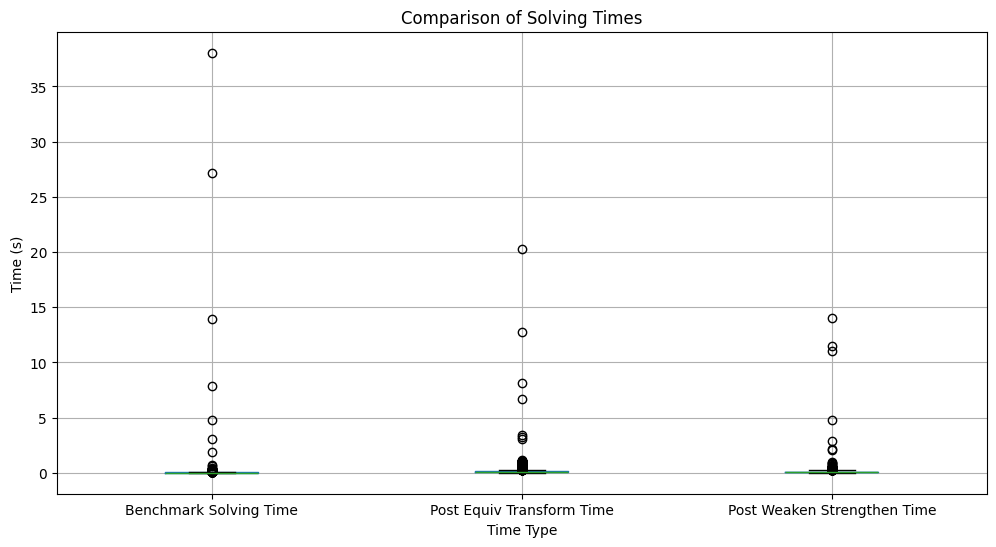 Comparison of Solving Times
Time (s)
35
30
25
20
15
10
5
0
Benchmark Solving Time
Post Equiv Transform Time
Post Weaken Strengthen Time
Time Type